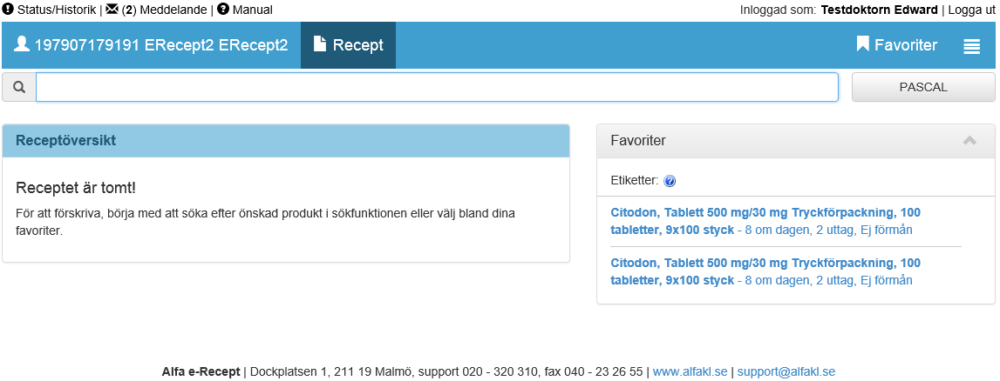 Status/Historik | (2) Meddelande | Manual
Inloggad som: Testdoktorn Edward | Logga ut
197907179191 ERecept2 ERecept2
Recept
Favoriter
PASCAL
Receptöversikt
Receptet är tomt!
För att förskriva, börja med att söka efter önskad produkt i sökfunktionen eller välj bland dina
favoriter.
Favoriter
Etiketter: ?
Citodon, Tablett 500 mg/30 mg Tryckförpackning, 100
tabletter, 9x100 styck - 8 om dagen, 2 uttag, Ej förmån
Citodon, Tablett 500 mg/30 mg Tryckförpackning, 100
tabletter, 9x100 styck - 8 om dagen, 2 uttag, Ej förmån
Alfa e-Recept | Dockplatsen 1, 211 19 Malmö, support 020 - 320 310, fax 040 - 23 26 55 | www.alfakl.se | support@alfakl.se